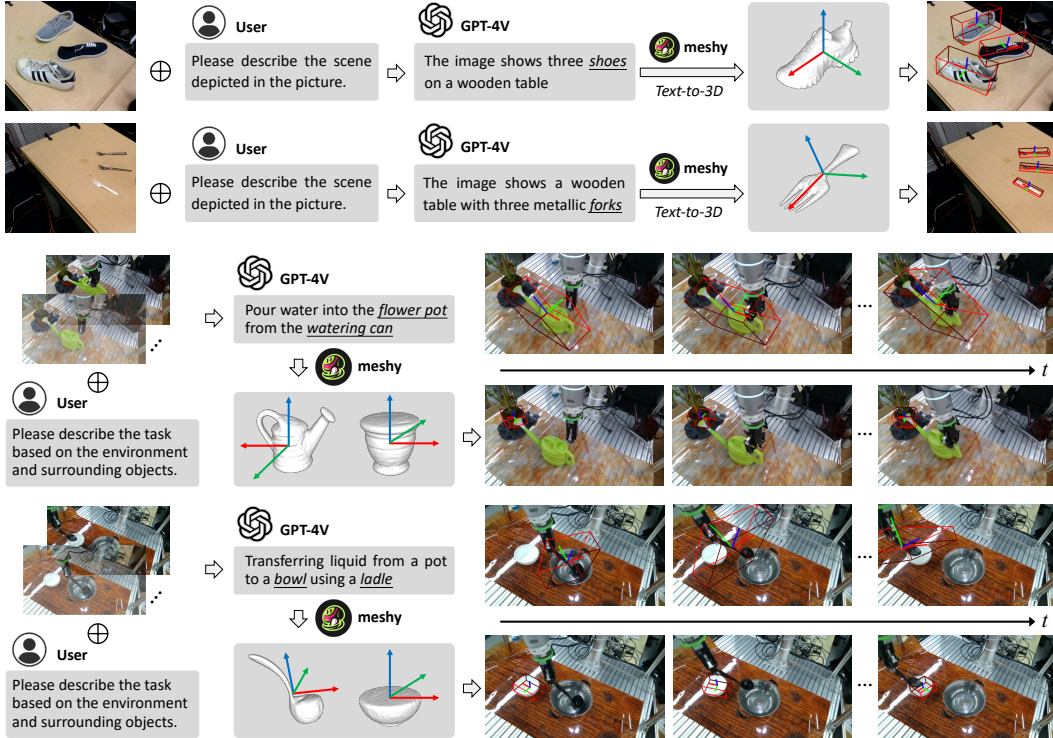 User
Please describe the scene
depicted in the picture.
GPT-4V
The image shows three shoes
on a wooden table
meshy
Text-to-3D
User
Please describe the scene
depicted in the picture.
GPT-4V
The image shows a wooden
table with three metallic forks
meshy
Text-to-3D
GPT-4V
Pour water into the flower pot
from the watering can
meshy
User
Please describe the task
based on the environment
and surrounding objects.
...
...
t
...
GPT-4V
Transferring liquid from a pot
to a bowl using a ladle
meshy
User
Please describe the task
based on the environment
and surrounding objects.
...
...
t
...